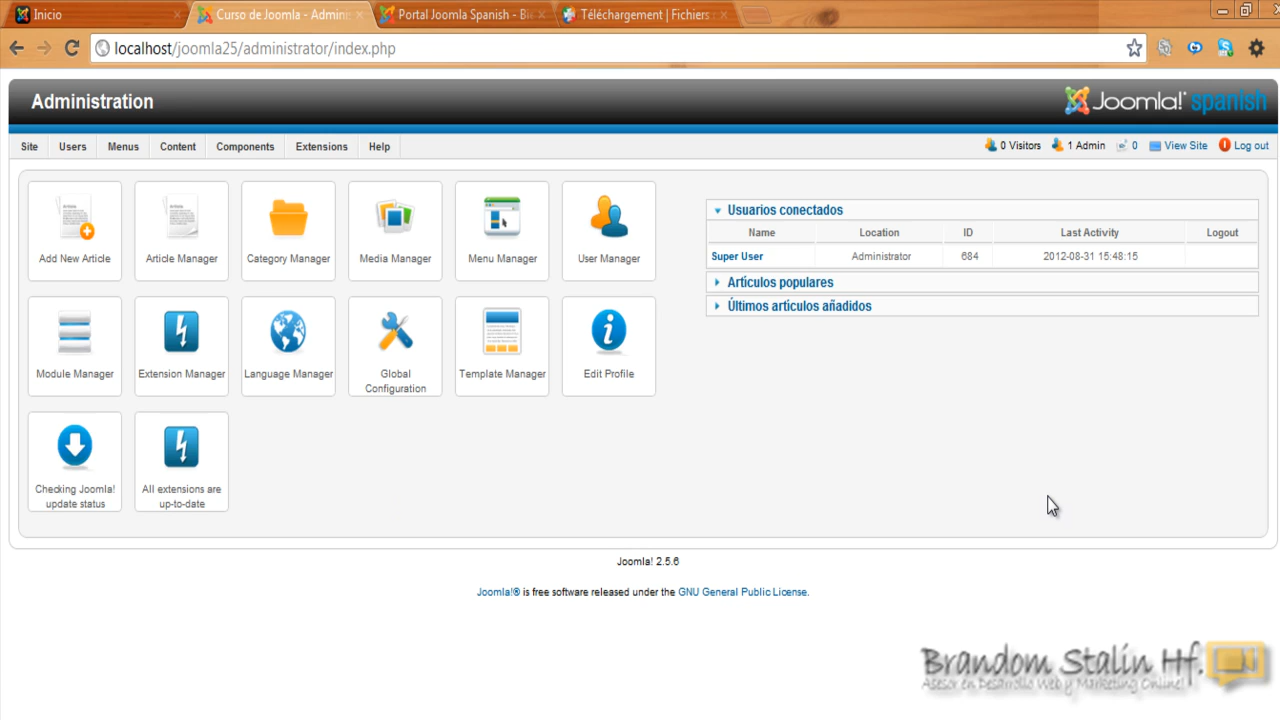 Inicio
Curso de Joomla - Adminis
Portal Joomla Spanish - Bi
Téléchargement | Fichiers
localhost/joomla25/administrator/index.php
Administration
Joomla! spanish
Site Users Menus Content Components Extensions Help
0 Visitors 1 Admin 0 View Site Log out
Add New Article
Article Manager
Category Manager
Media Manager
Menu Manager
User Manager
Module Manager
Extension Manager
Language Manager
Global
Configuration
Template Manager
Edit Profile
Checking Joomla!
update status
All extensions are
up-to-date
Usuarios conectados
Name Location ID Last Activity Logout
Super User Administrator 684 2012-08-31 15:48:15
Artículos populares
Últimos artículos añadidos
Joomla! 2.5.6
Joomla!® is free software released under the GNU General Public License.
Brandom Stalin Hf.
Asesor en Desarrollo Web y Marketing Online!